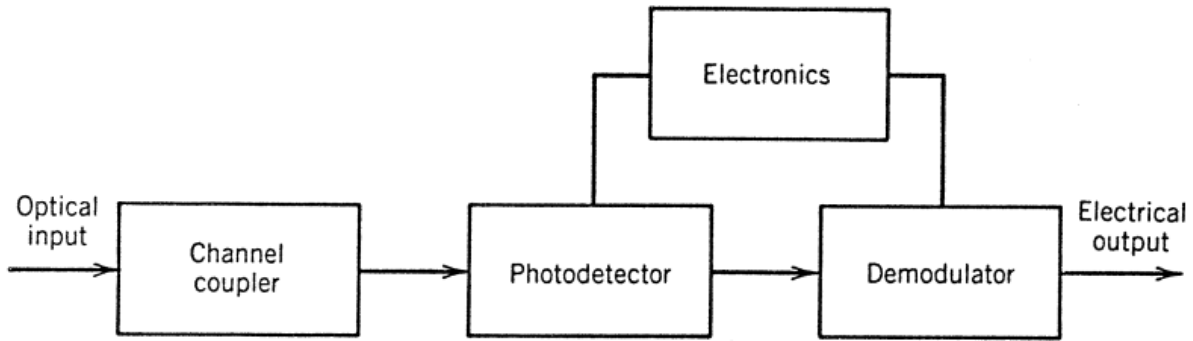 Electronics
Optical
input
Channel
coupler
Photodetector
Demodulator
Electrical
output